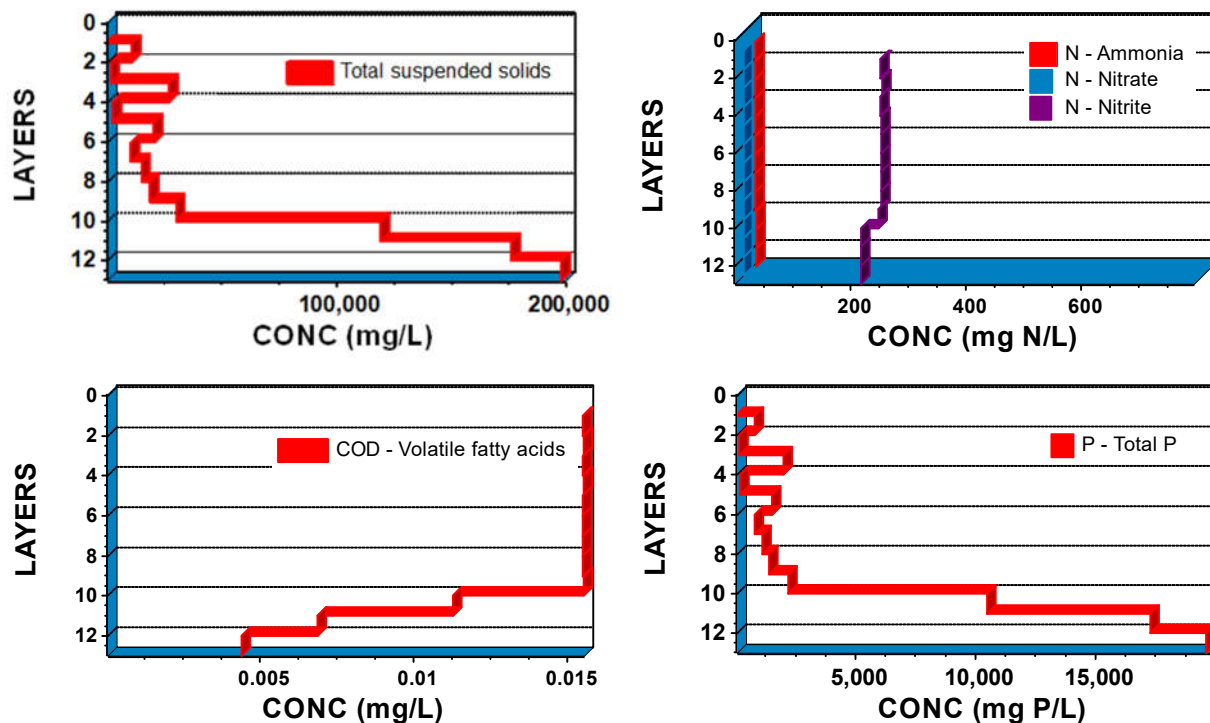 LAYERS
0
2
4
6
8
10
12
Total suspended solids
100,000
200,000
CONC (mg/L)
LAYERS
0
2
4
6
8
10
12
N - Ammonia
N - Nitrate
N - Nitrite
200
400
600
CONC (mg N/L)
LAYERS
0
2
4
6
8
10
12
COD - Volatile fatty acids
0.005
0.01
0.015
CONC (mg/L)
LAYERS
0
2
4
6
8
10
12
P - Total P
5,000
10,000
15,000
CONC (mg P/L)